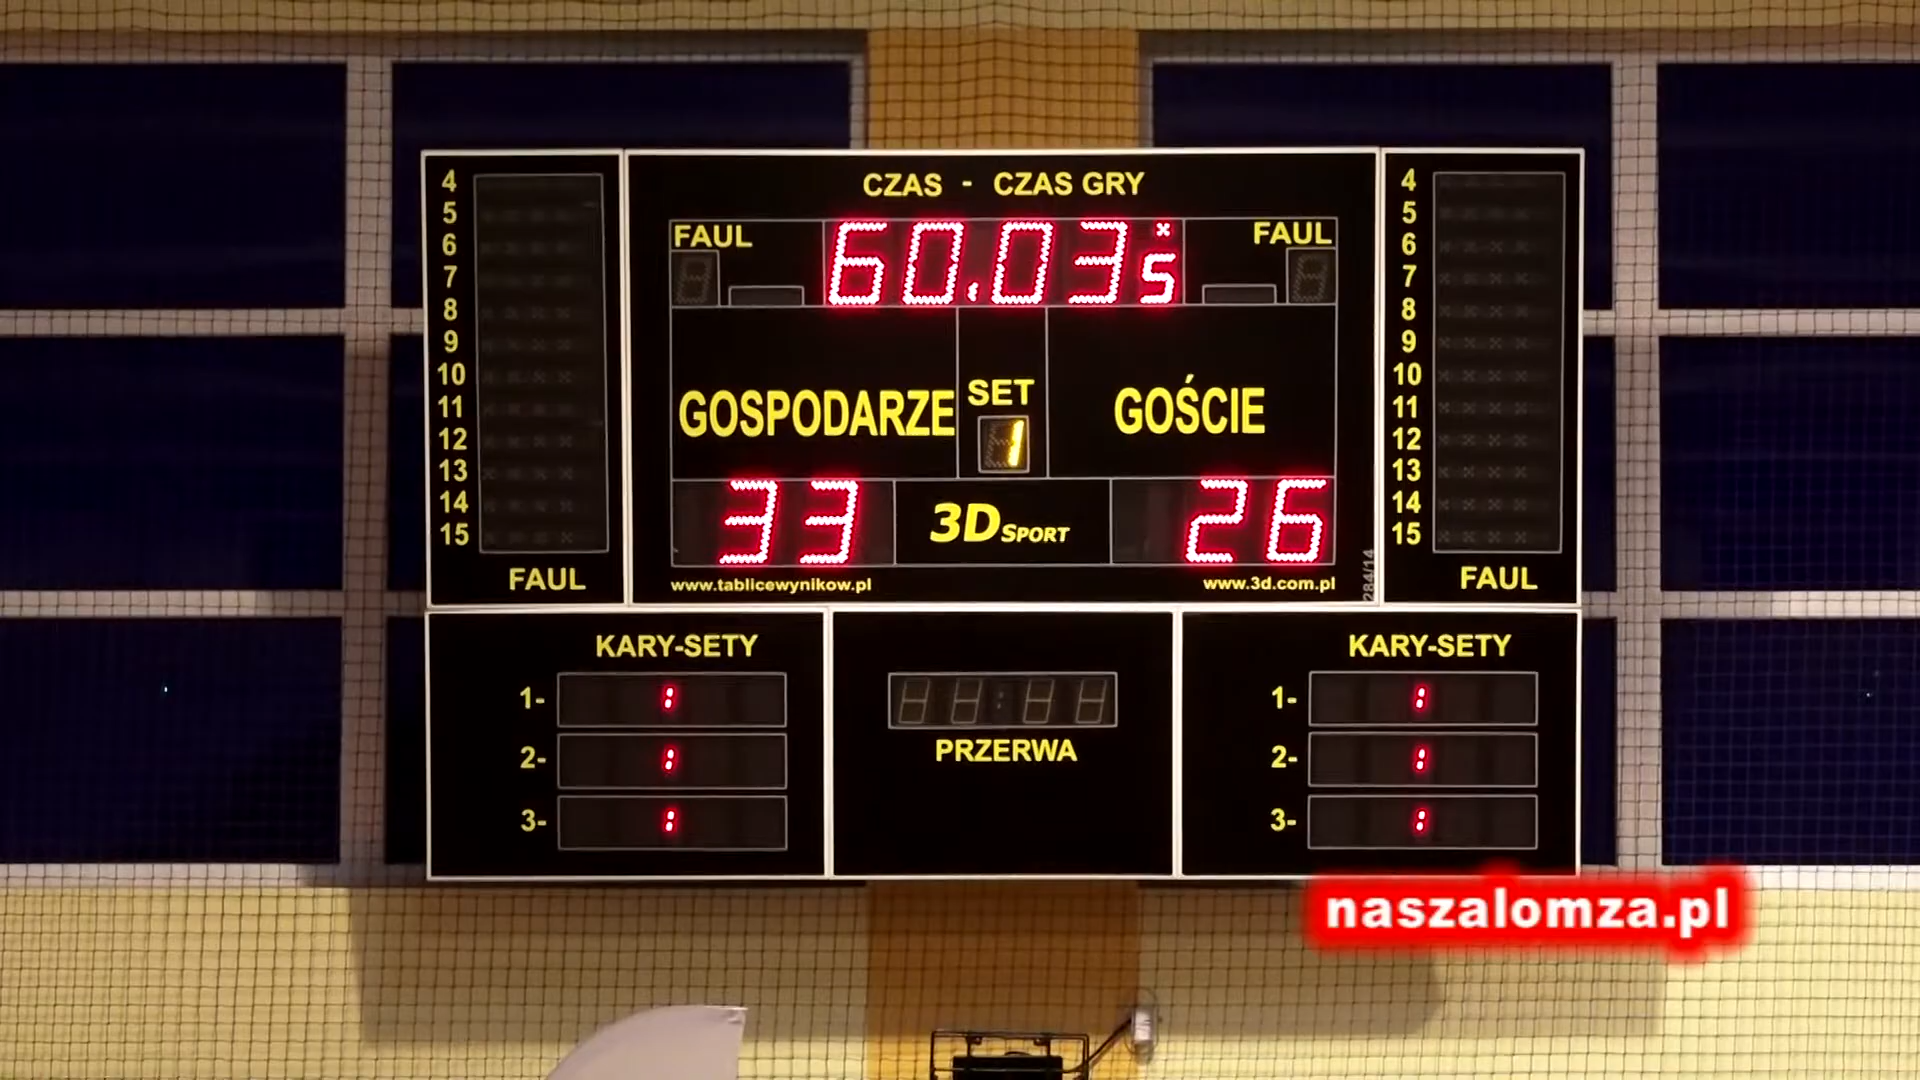 CZAS - CZAS GRY
FAUL
60.03 5
FAUL
GOSPODARZE
SET
1
GOŚCIE
33
3D SPORT
26
www.tablicewynikow.pl
www.3d.com.pl
284/14
4
5
6
7
8
9
10
11
12
13
14
15
FAUL
4
5
6
7
8
9
10
11
12
13
14
15
FAUL
KARY-SETY
1-
2-
3-
PRZERWA
KARY-SETY
1-
2-
3-
naszalomza.pl